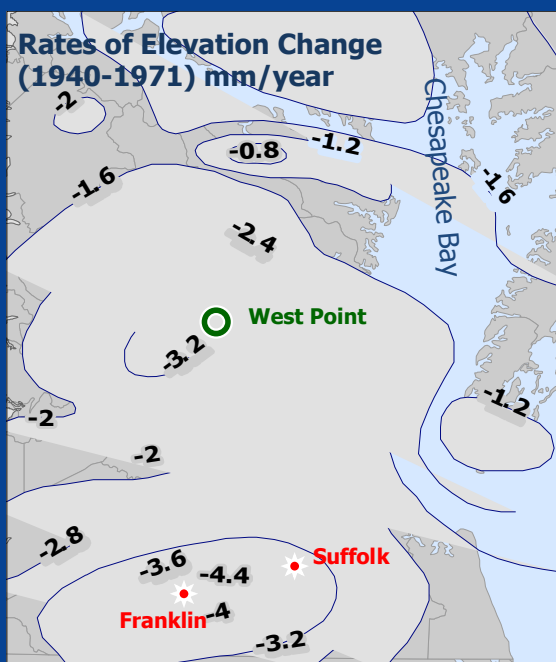 Rates of Elevation Change
(1940-1971) mm/year
Chesapeake Bay
-2
-0.8
-1.2
-1.6
-1.6
-2.4
West Point
-3.2
-1.2
-2
-2
-2.8
-3.6
-4.4
Suffolk
Franklin
-4
-3.2